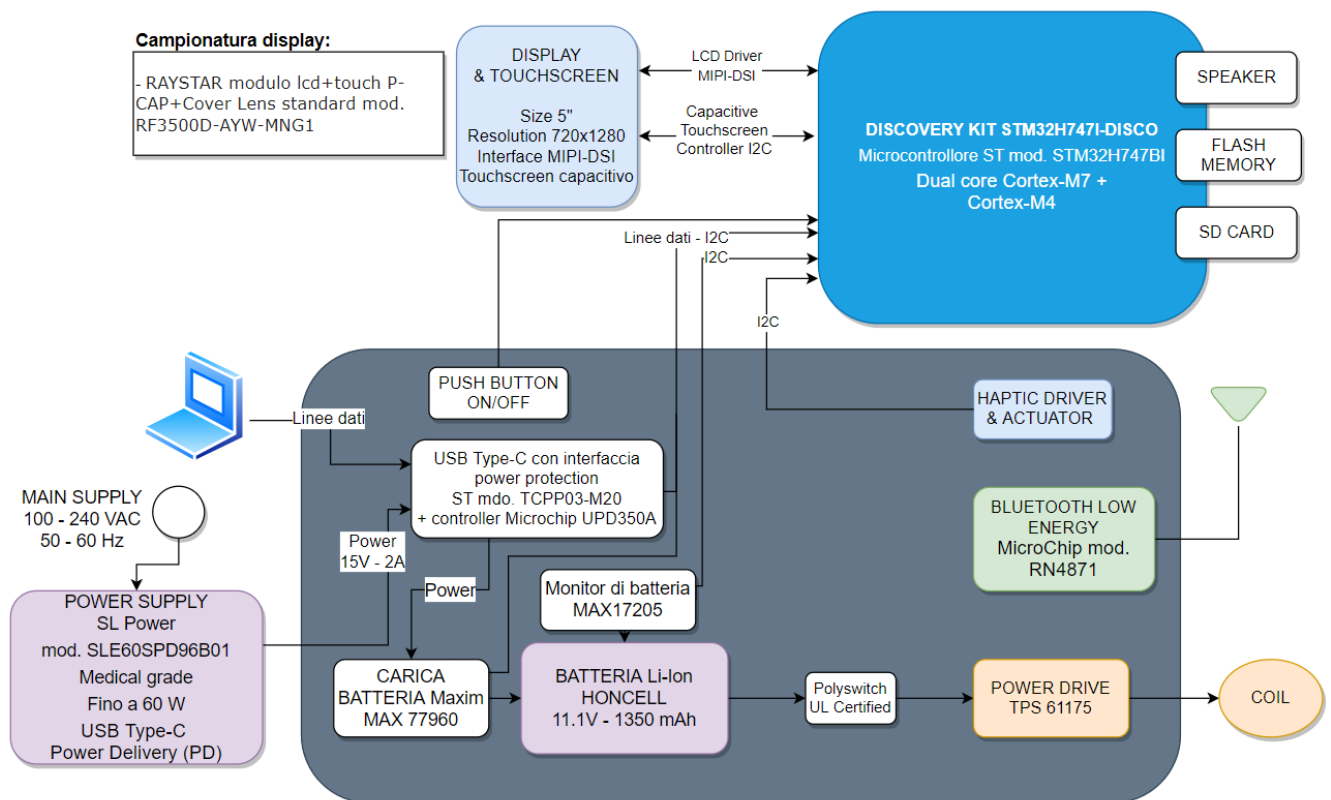 Campionatura display:
- RAYSTAR modulo lcd+touch P-
CAP+Cover Lens standard mod.
RF3500D-AYW-MNG1
DISPLAY
& TOUCHSCREEN
Size 5"
Resolution 720x1280
Interface MIPI-DSI
Touchscreen capacitivo
LCD Driver
MIPI-DSI
Capacitive
Touchscreen
Controller I2C
DISCOVERY KIT STM32H747I-DISCO
Microcontrollore ST mod. STM32H747BI
Dual core Cortex-M7 +
Cortex-M4
SPEAKER
FLASH
MEMORY
SD CARD
Linee dati - I2C
I2C
I2C
PUSH BUTTON
ON/OFF
HAPTIC DRIVER
& ACTUATOR
Linee dati
USB Type-C con interfaccia
power protection
ST mdo. TCPP03-M20
+ controller Microchip UPD350A
MAIN SUPPLY
100 - 240 VAC
50 - 60 Hz
BLUETOOTH LOW
ENERGY
MicroChip mod.
RN4871
Power
15V - 2A
Power
Monitor di batteria
MAX17205
POWER SUPPLY
SL Power
mod. SLE60SPD96B01
Medical grade
Fino a 60 W
USB Type-C
Power Delivery (PD)
CARICA
BATTERIA Maxim
MAX 77960
BATTERIA Li-Ion
HONCELL
11.1V - 1350 mAh
Polyswitch
UL Certified
POWER DRIVE
TPS 61175
COIL